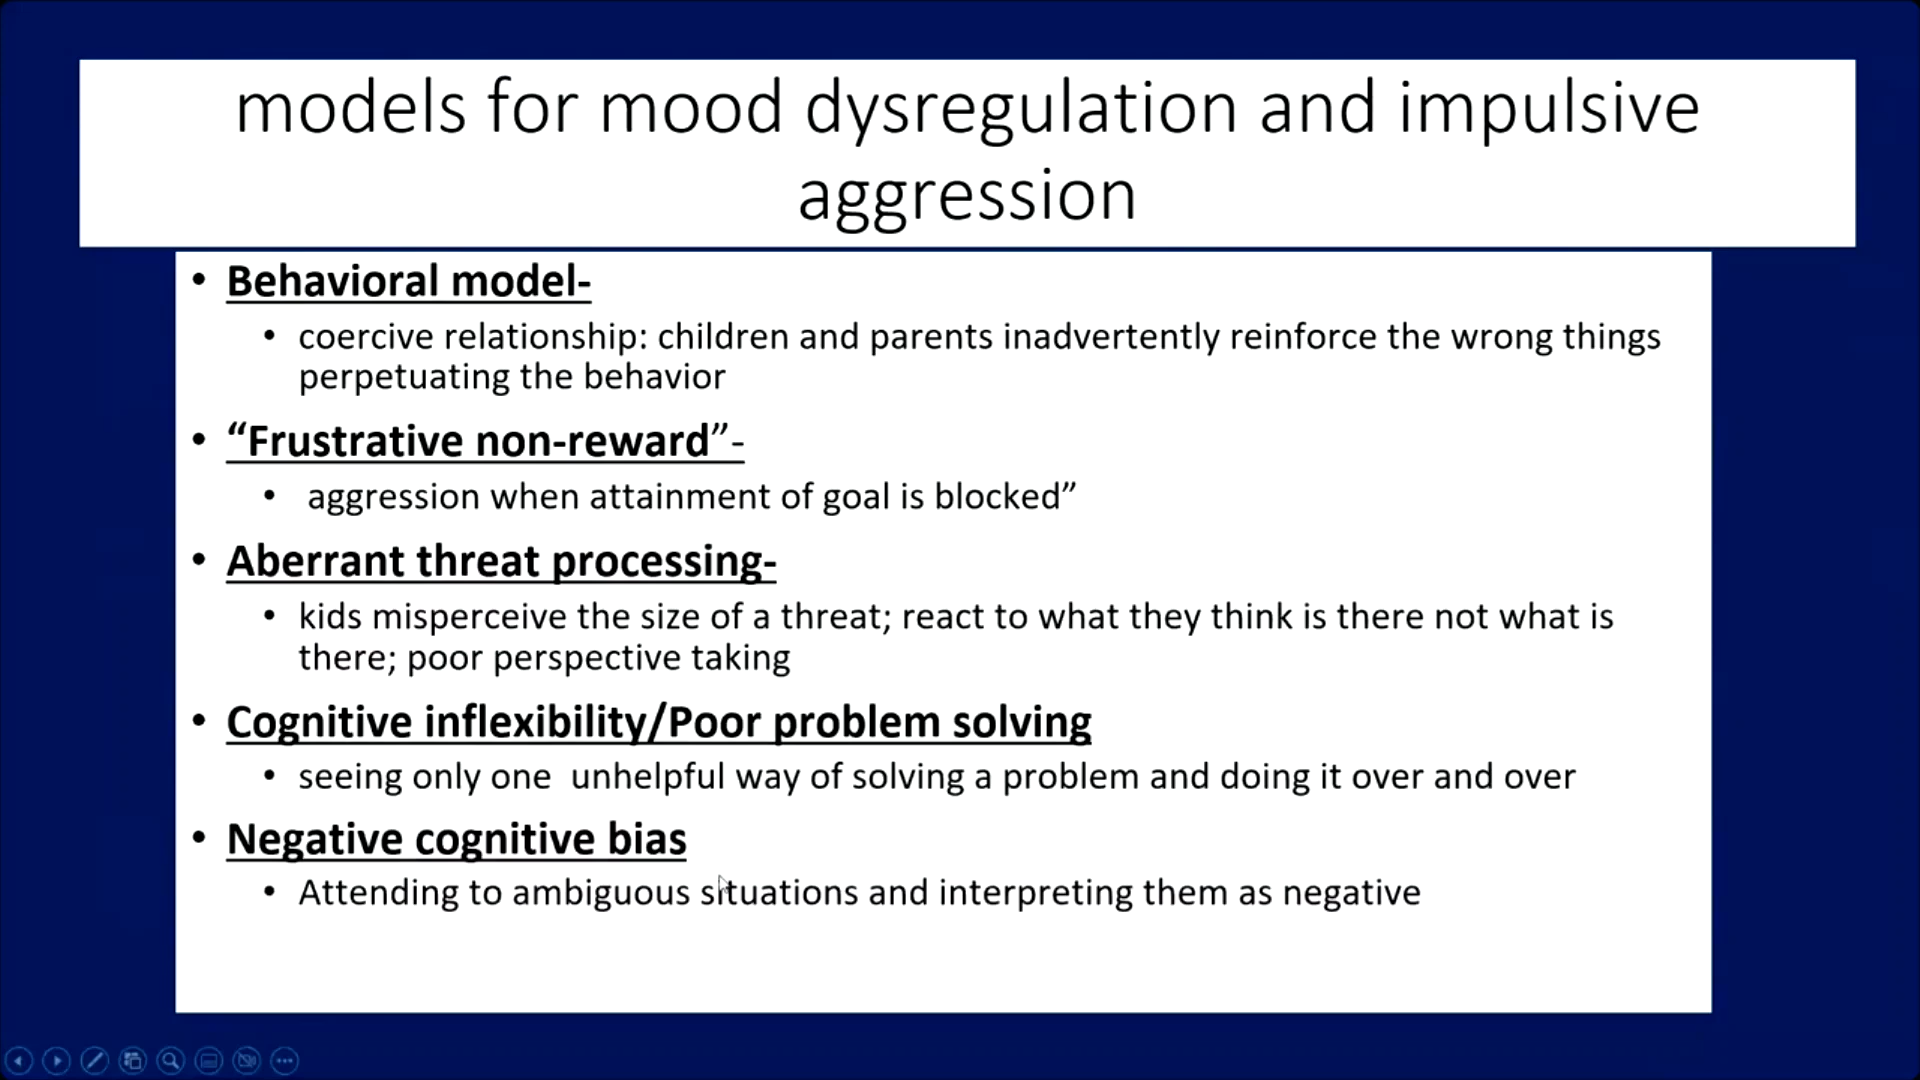 models for mood dysregulation and impulsive
aggression
• Behavioral model-
• coercive relationship: children and parents inadvertently reinforce the wrong things
perpetuating the behavior
• “Frustrative non-reward”-
• aggression when attainment of goal is blocked”
• Aberrant threat processing-
• kids misperceive the size of a threat; react to what they think is there not what is
there; poor perspective taking
• Cognitive inflexibility/Poor problem solving
• seeing only one  unhelpful way of solving a problem and doing it over and over
• Negative cognitive bias
• Attending to ambiguous situations and interpreting them as negative